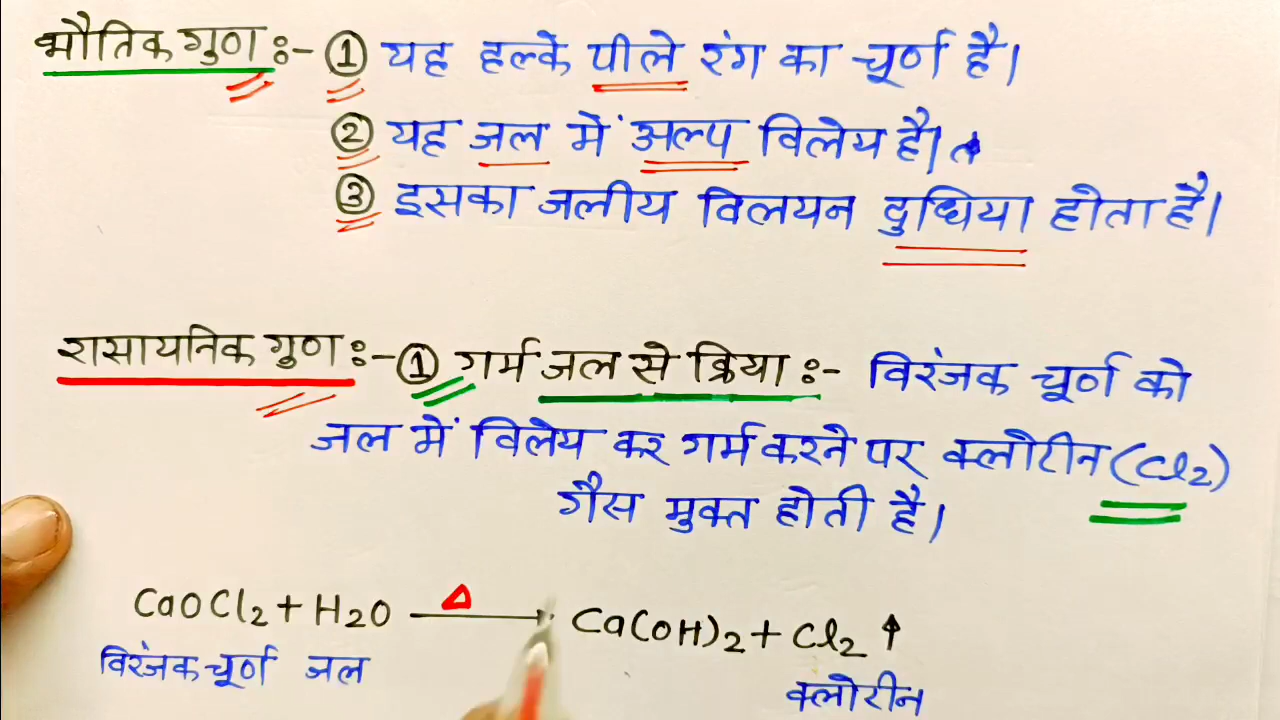 भौतिक गुण :- ① यह हल्के पीले रंग का चूर्ण है।
② यह जल में अल्प विलेय है।
③ इसका जलीय विलयन दुधिया होता है।
रासायनिक गुण :- ① गर्म जल से क्रिया :- विरंजक चूर्ण को
जल में विलेय कर गर्म करने पर क्लोरीन (Cl2)
गैस मुक्त होती है।
CaOCl2 + H2O —Δ→ Ca(OH)2 + Cl2 ↑
विरंजक चूर्ण जल क्लोरीन